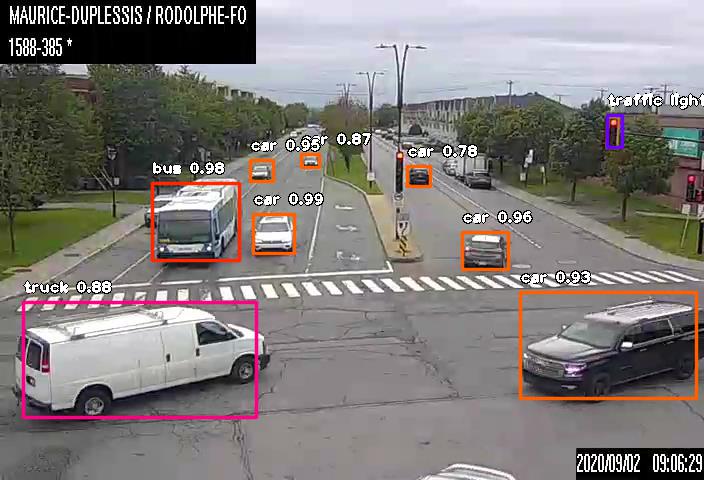 MAURICE-DUPLESSIS / RODOLPHE-FO
1588-385 *
traffic light
car 0.95
car 0.87
car 0.78
bus 0.98
car 0.99
car 0.96
car 0.93
truck 0.88
2020/09/02 09:06:29